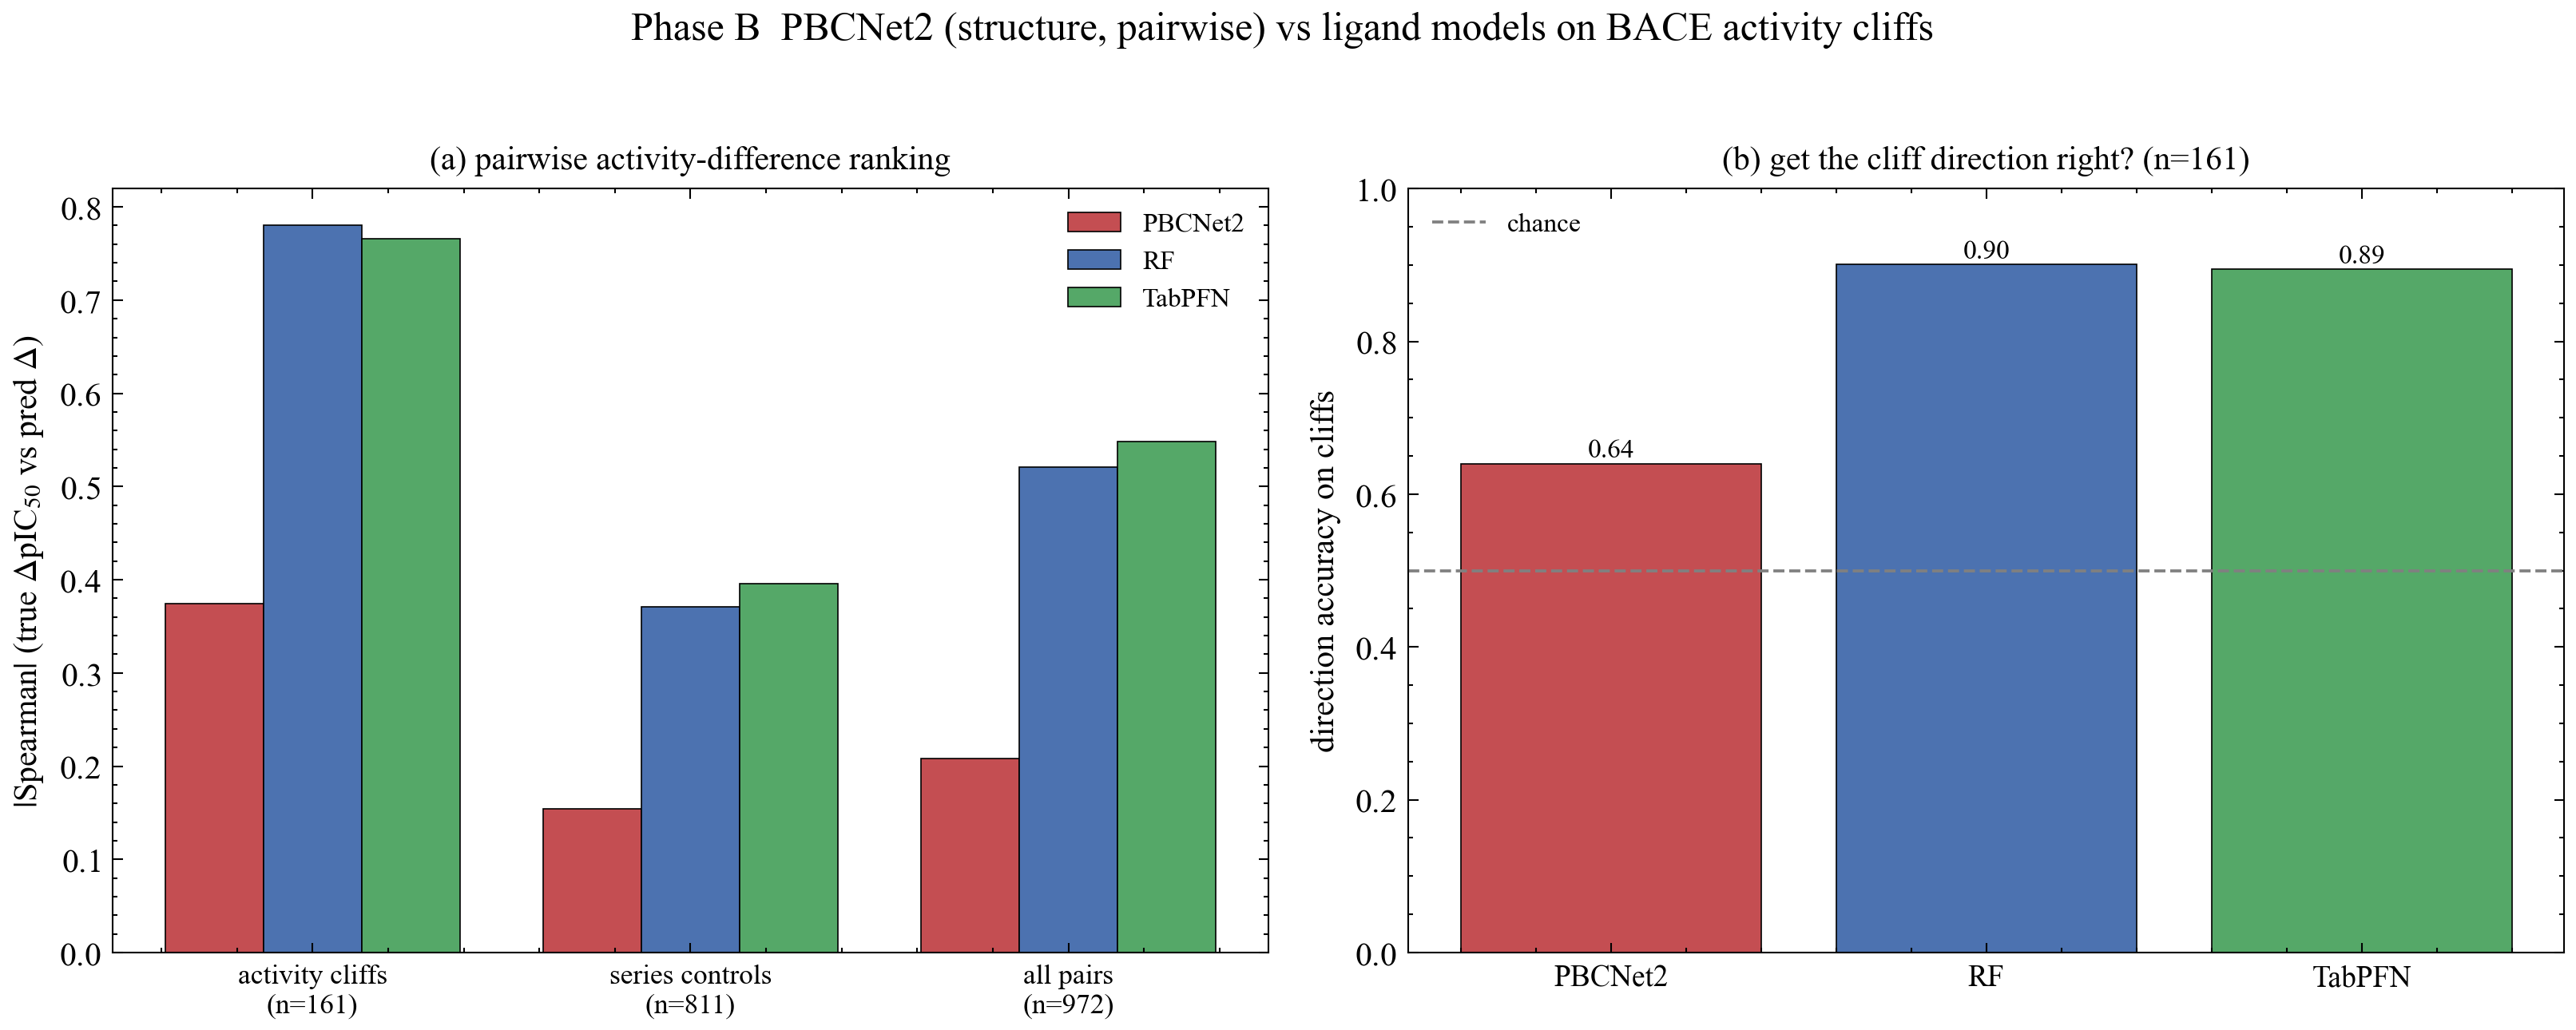 Phase B  PBCNet2 (structure, pairwise) vs ligand models on BACE activity cliffs
(a) pairwise activity-difference ranking
|Spearman| (true ΔpIC₅₀ vs pred Δ)
0.8
0.7
0.6
0.5
0.4
0.3
0.2
0.1
0.0
PBCNet2
RF
TabPFN
activity cliffs
(n=161)
series controls
(n=811)
all pairs
(n=972)
(b) get the cliff direction right? (n=161)
direction accuracy on cliffs
1.0
0.8
0.6
0.4
0.2
0.0
chance
0.64
0.90
0.89
PBCNet2
RF
TabPFN